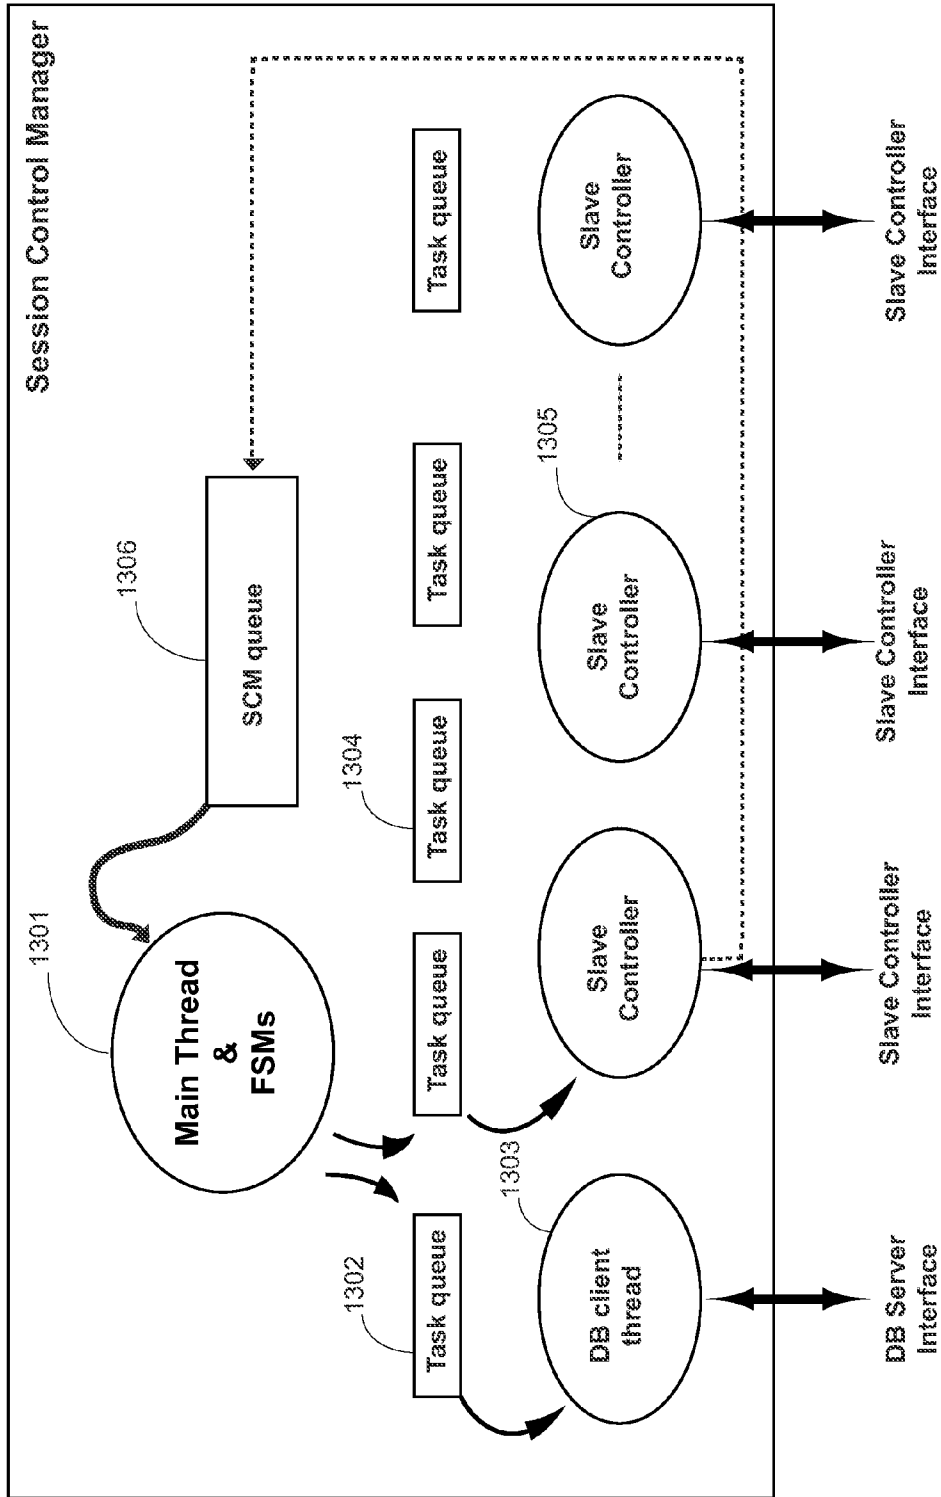 Session Control Manager
1301
Main Thread
&
FSMs
1306
SCM queue
1302
Task queue
Task queue
1304
Task queue
Task queue
Task queue
1303
DB client
thread
Slave
Controller
1305
Slave
Controller
Slave
Controller
DB Server
Interface
Slave Controller
Interface
Slave Controller
Interface
Slave Controller
Interface